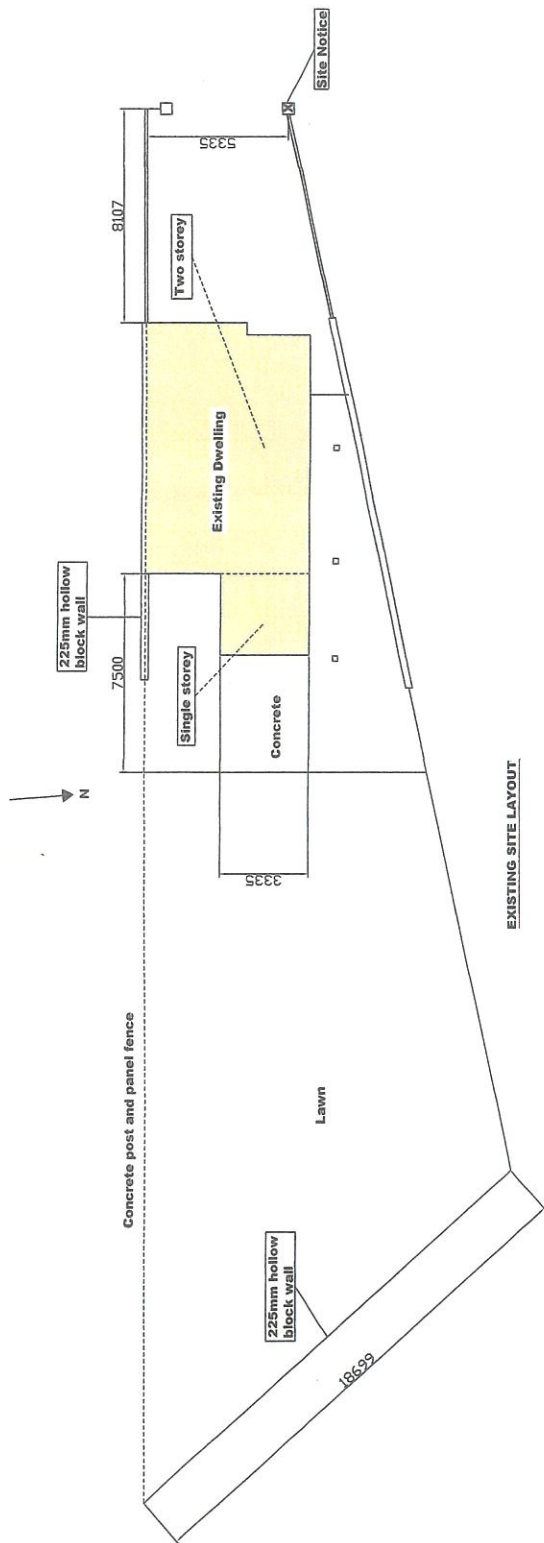 Site Notice
5335
8107
Two storey
Existing Dwelling
225mm hollow
block wall
7500
Single storey
Concrete
3335
N
EXISTING SITE LAYOUT
Concrete post and panel fence
Lawn
225mm hollow
block wall
18699